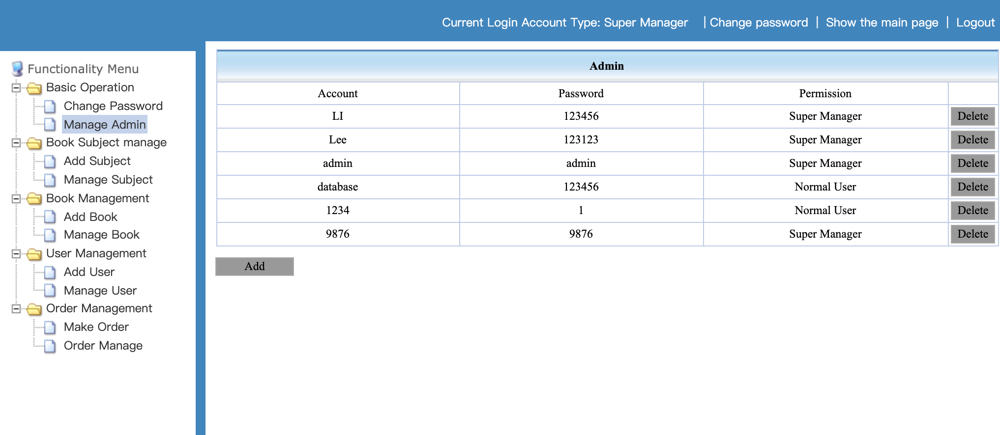 Current Login Account Type: Super Manager | Change password | Show the main page | Logout
Functionality Menu
Basic Operation
Change Password
Manage Admin
Book Subject manage
Add Subject
Manage Subject
Book Management
Add Book
Manage Book
User Management
Add User
Manage User
Order Management
Make Order
Order Manage
Admin
Account Password Permission
LI 123456 Super Manager Delete
Lee 123123 Super Manager Delete
admin admin Super Manager Delete
database 123456 Normal User Delete
1234 1 Normal User Delete
9876 9876 Super Manager Delete
Add